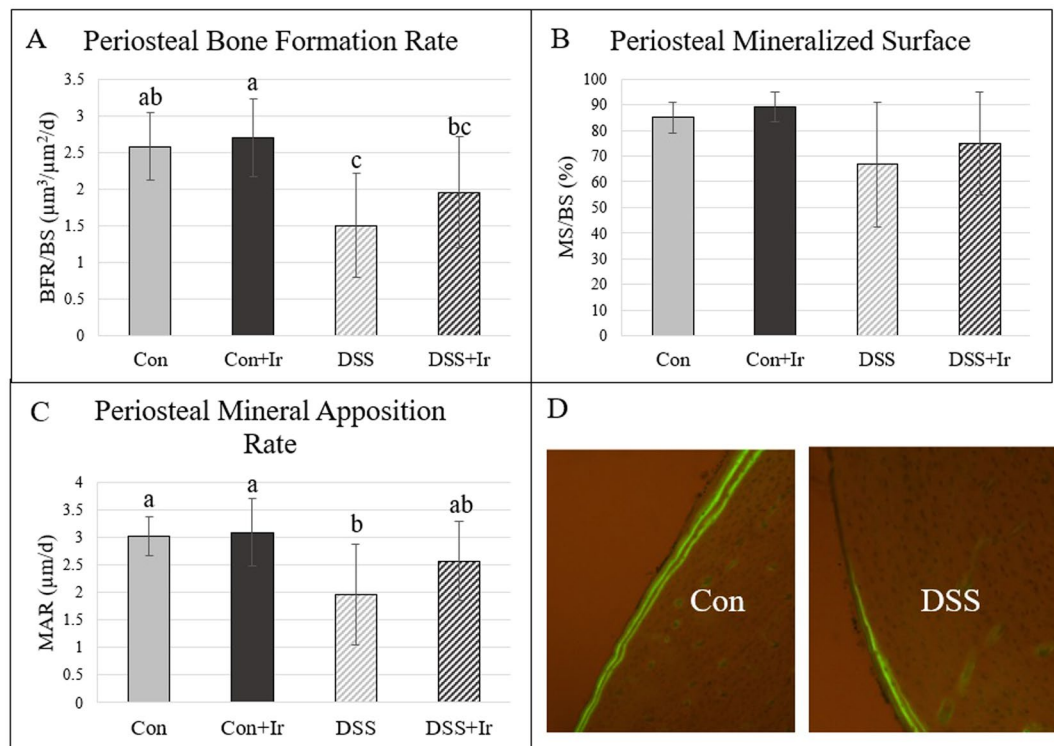 A
Periosteal Bone Formation Rate
BFR/BS (µm³/µm²/d)
3.5
3
2.5
2
1.5
1
0.5
0
ab
a
c
bc
Con
Con+Ir
DSS
DSS+Ir
B
Periosteal Mineralized Surface
MS/BS (%)
100
90
80
70
60
50
40
30
20
10
0
Con
Con+Ir
DSS
DSS+Ir
C
Periosteal Mineral Apposition
Rate
MAR (µm/d)
4
3.5
3
2.5
2
1.5
1
0.5
0
a
a
b
ab
Con
Con+Ir
DSS
DSS+Ir
D
Con
DSS